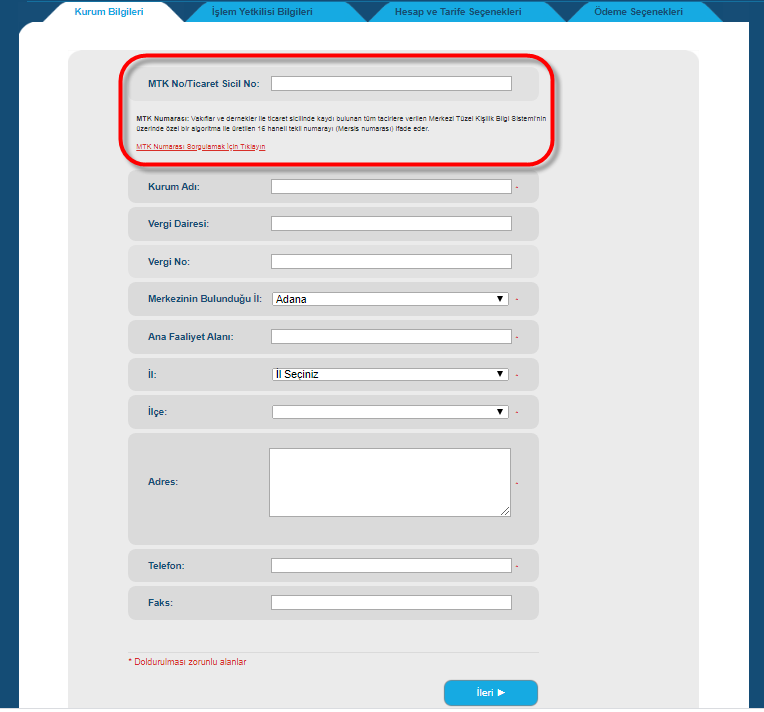 Kurum Bilgileri
İşlem Yetkilisi Bilgileri
Hesap ve Tarife Seçenekleri
Ödeme Seçenekleri
MTK No/Ticaret Sicil No:
MTK Numarası: Vakıflar ve dernekler ile ticaret sicilinde kaydı bulunan tüm tacirlere verilen Merkezi Tüzel Kişilik Bilgi Sistemi'nin
üzerinde özel bir algoritma ile üretilen 16 haneli tekil numarayı (Mersis numarası) ifade eder.
MTK Numarası Sorgulamak İçin Tıklayın
Kurum Adı:
Vergi Dairesi:
Vergi No:
Merkezinin Bulunduğu İl: Adana
Ana Faaliyet Alanı:
İl: İl Seçiniz
İlçe:
Adres:
Telefon:
Faks:
* Doldurulması zorunlu alanlar
İleri ►